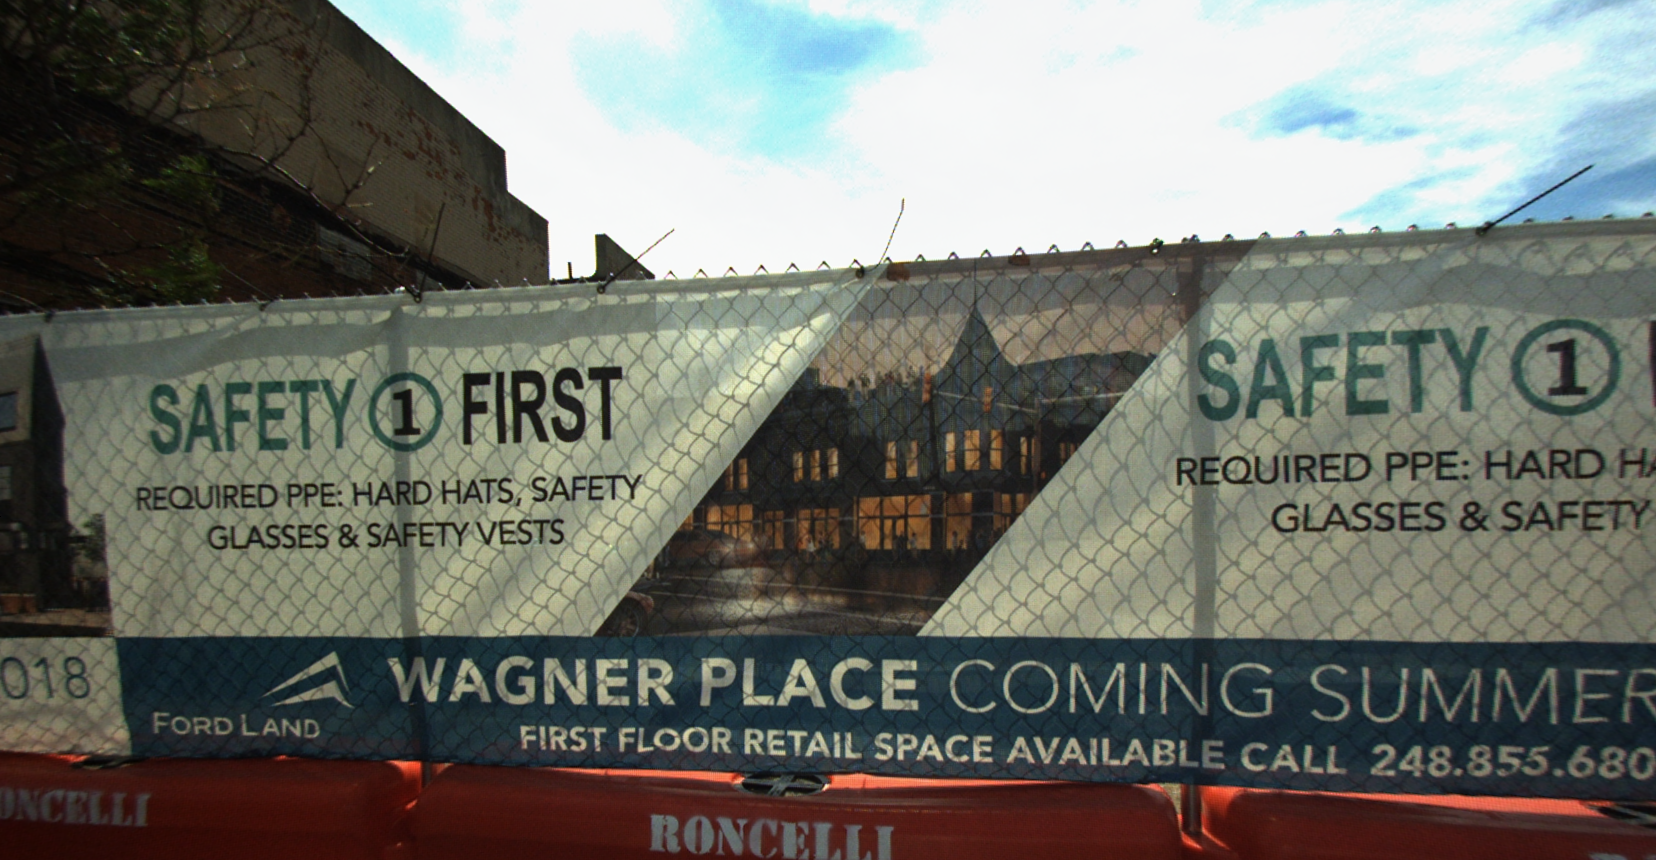 SAFETY 1 FIRST
REQUIRED PPE: HARD HATS, SAFETY
GLASSES & SAFETY VESTS
SAFETY 1
REQUIRED PPE: HARD
GLASSES & SAFETY
018
FORD LAND
WAGNER PLACE COMING SUMMER
FIRST FLOOR RETAIL SPACE AVAILABLE CALL 248.855.680
ONCELLI
RONCELLI